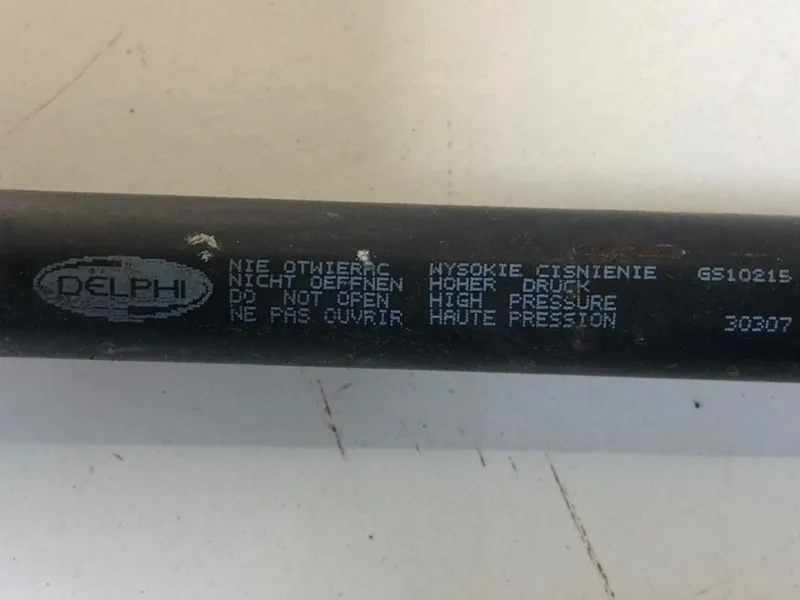 DELPHI
NIE OTWIERAC WYSOKIE CISNIENIE GS10215
NICHT OEFFNEN HOHER DRUCK
DO NOT OPEN HIGH PRESSURE
NE PAS OUVRIR HAUTE PRESSION 30307